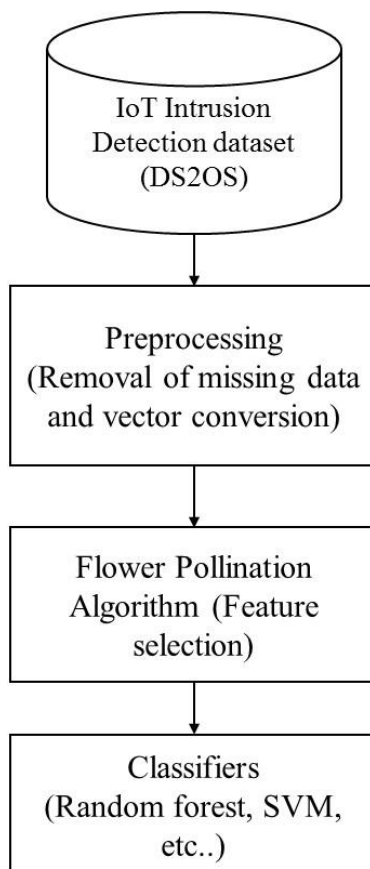 IoT Intrusion
Detection dataset
(DS2OS)
Preprocessing
(Removal of missing data
and vector conversion)
Flower Pollination
Algorithm (Feature
selection)
Classifiers
(Random forest, SVM,
etc..)